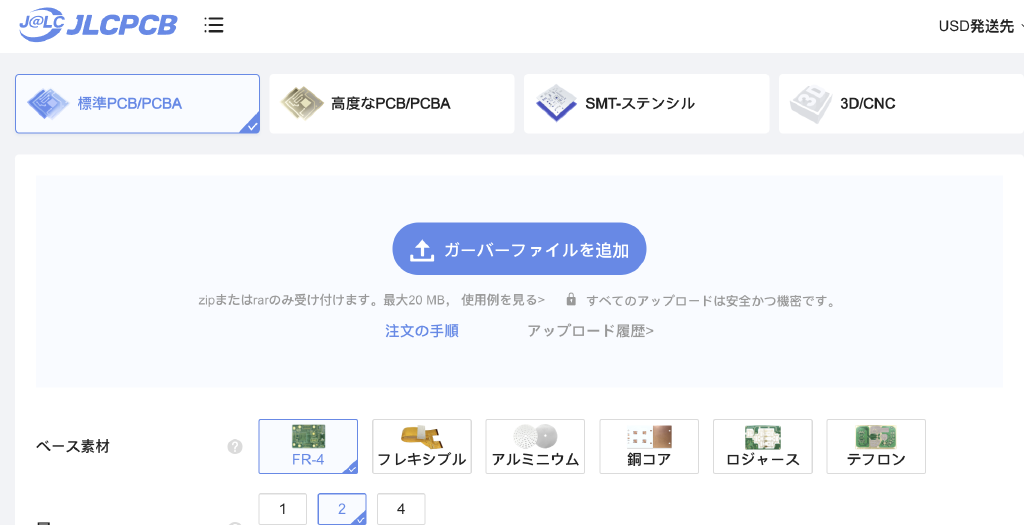 J@LC JLCPCB
USD発送先
標準PCB/PCBA
高度なPCB/PCBA
SMT-ステンシル
3D/CNC
ガーバーファイルを追加
zipまたはrarのみ受け付けます。最大20 MB， 使用例を見る> すべてのアップロードは安全かつ機密です。
注文の手順 アップロード履歴>
ベース素材 ?
FR-4 フレキシブル アルミニウム 銅コア ロジャース テフロン
1 2 4